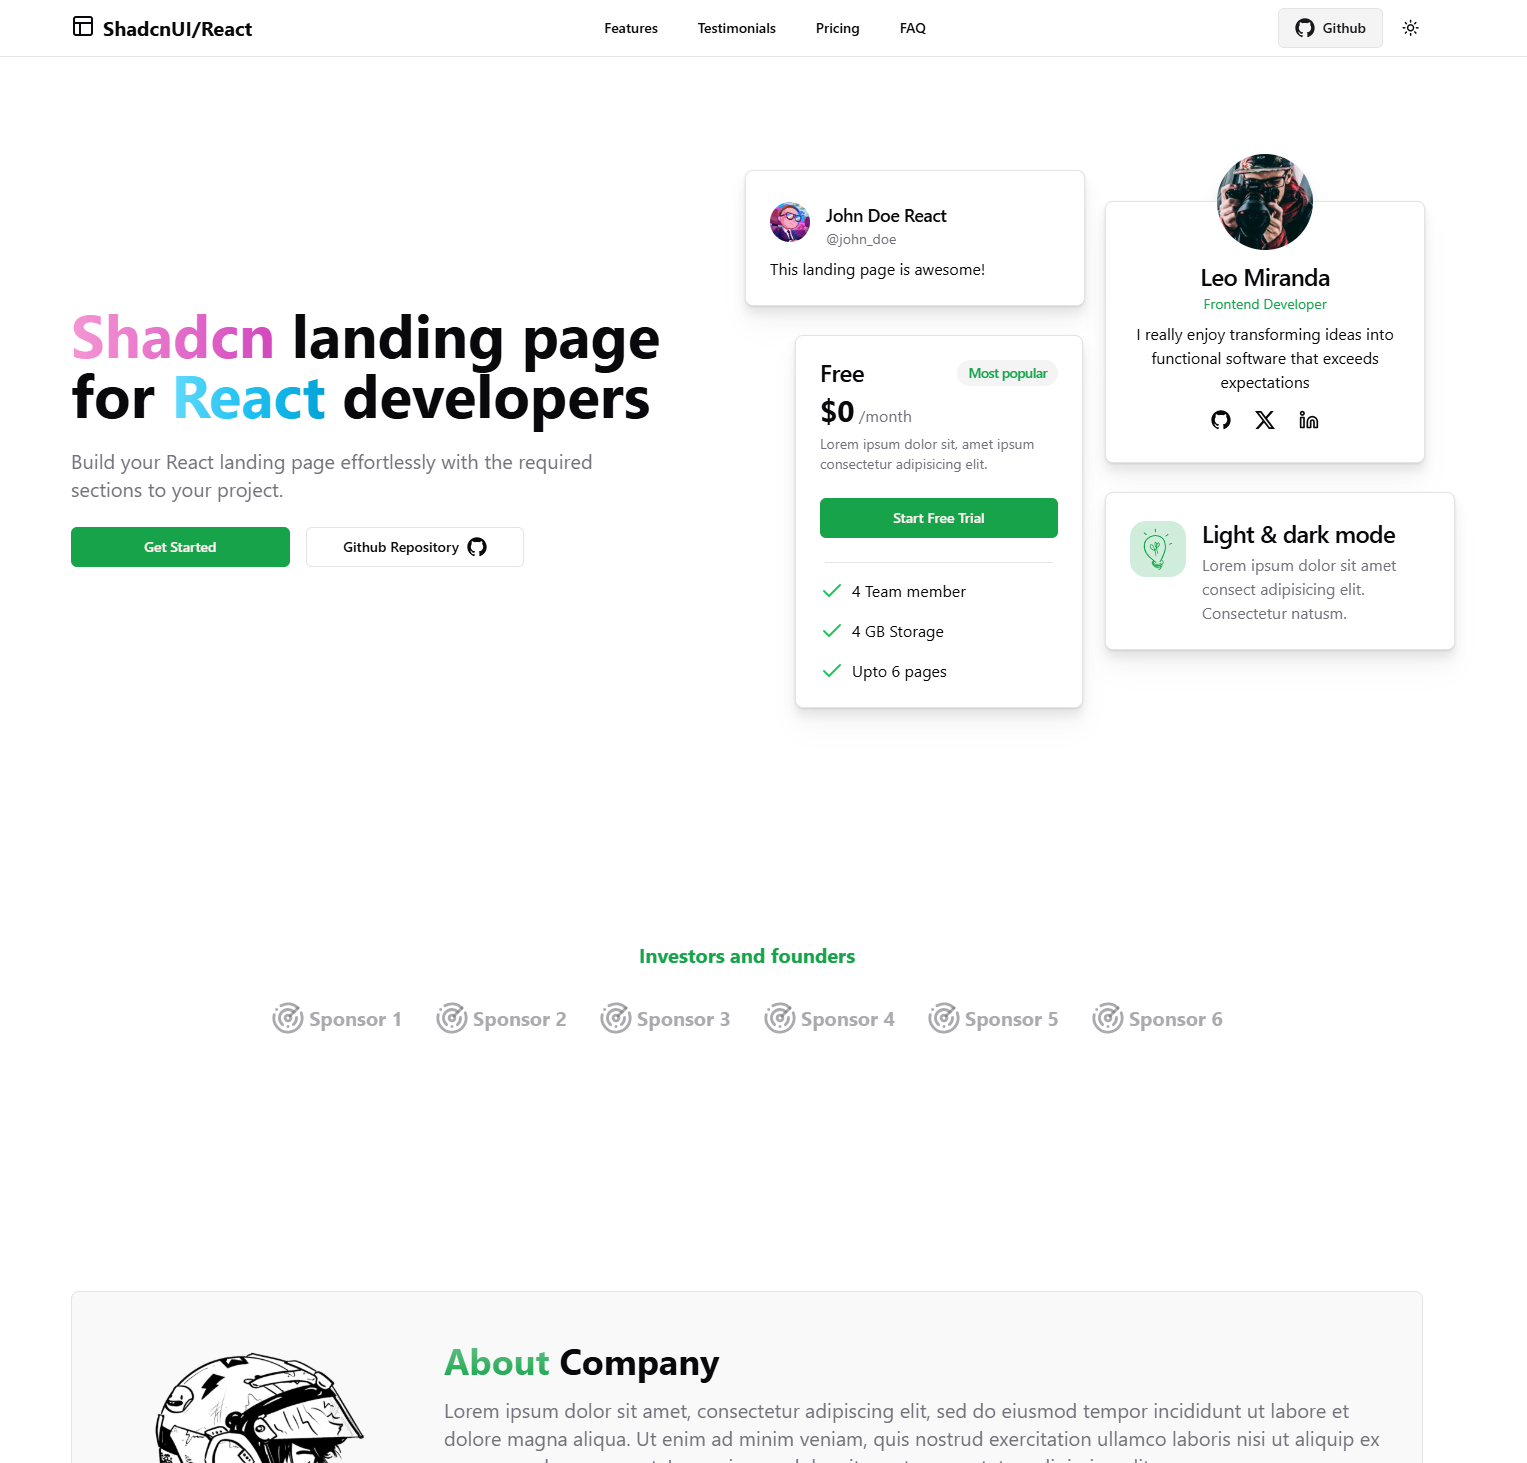 ShadcnUI/React
Features
Testimonials
Pricing
FAQ
Github
Shadcn landing page
for React developers
Build your React landing page effortlessly with the required
sections to your project.
Get Started
Github Repository
John Doe React
@john_doe
This landing page is awesome!
Free
Most popular
$0 /month
Lorem ipsum dolor sit, amet ipsum
consectetur adipisicing elit.
Start Free Trial
4 Team member
4 GB Storage
Upto 6 pages
Leo Miranda
Frontend Developer
I really enjoy transforming ideas into
functional software that exceeds
expectations
Light & dark mode
Lorem ipsum dolor sit amet
consect adipisicing elit.
Consectetur natusm.
Investors and founders
Sponsor 1
Sponsor 2
Sponsor 3
Sponsor 4
Sponsor 5
Sponsor 6
About Company
Lorem ipsum dolor sit amet, consectetur adipiscing elit, sed do eiusmod tempor incididunt ut labore et
dolore magna aliqua. Ut enim ad minim veniam, quis nostrud exercitation ullamco laboris nisi ut aliquip ex